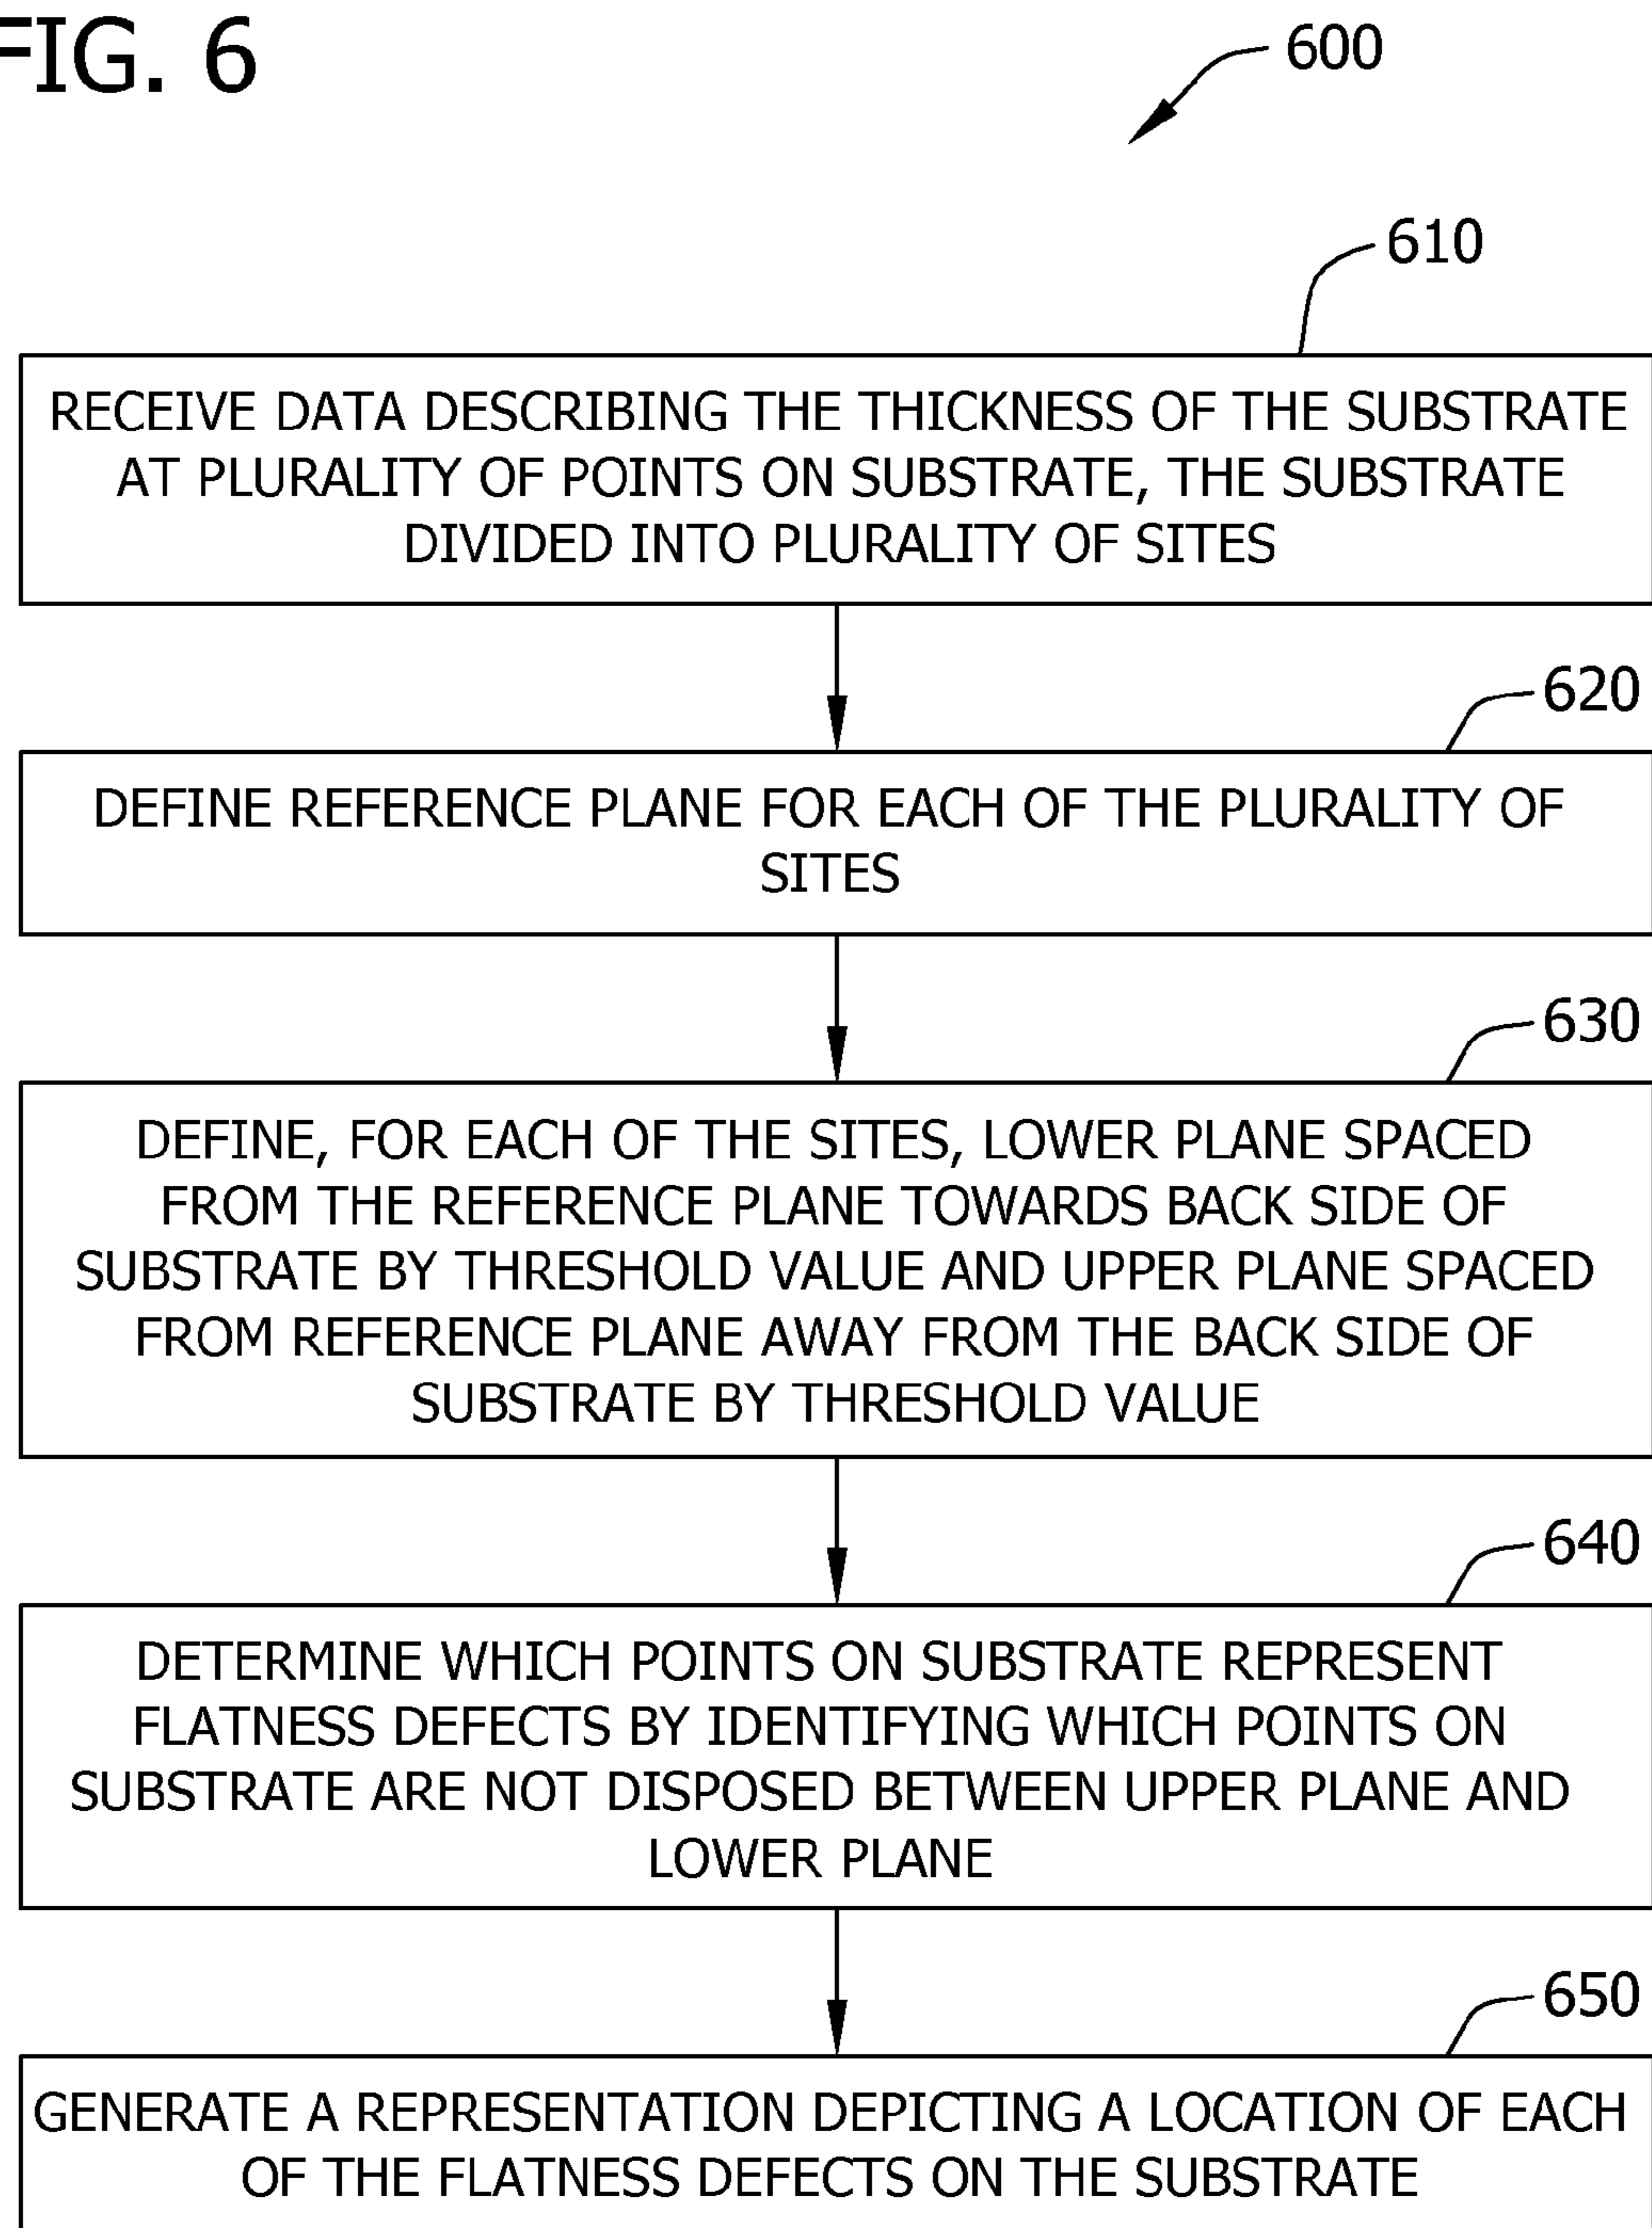 FIG. 6
600
610
RECEIVE DATA DESCRIBING THE THICKNESS OF THE SUBSTRATE
AT PLURALITY OF POINTS ON SUBSTRATE, THE SUBSTRATE
DIVIDED INTO PLURALITY OF SITES
620
DEFINE REFERENCE PLANE FOR EACH OF THE PLURALITY OF
SITES
630
DEFINE, FOR EACH OF THE SITES, LOWER PLANE SPACED
FROM THE REFERENCE PLANE TOWARDS BACK SIDE OF
SUBSTRATE BY THRESHOLD VALUE AND UPPER PLANE SPACED
FROM REFERENCE PLANE AWAY FROM THE BACK SIDE OF
SUBSTRATE BY THRESHOLD VALUE
640
DETERMINE WHICH POINTS ON SUBSTRATE REPRESENT
FLATNESS DEFECTS BY IDENTIFYING WHICH POINTS ON
SUBSTRATE ARE NOT DISPOSED BETWEEN UPPER PLANE AND
LOWER PLANE
650
GENERATE A REPRESENTATION DEPICTING A LOCATION OF EACH
OF THE FLATNESS DEFECTS ON THE SUBSTRATE